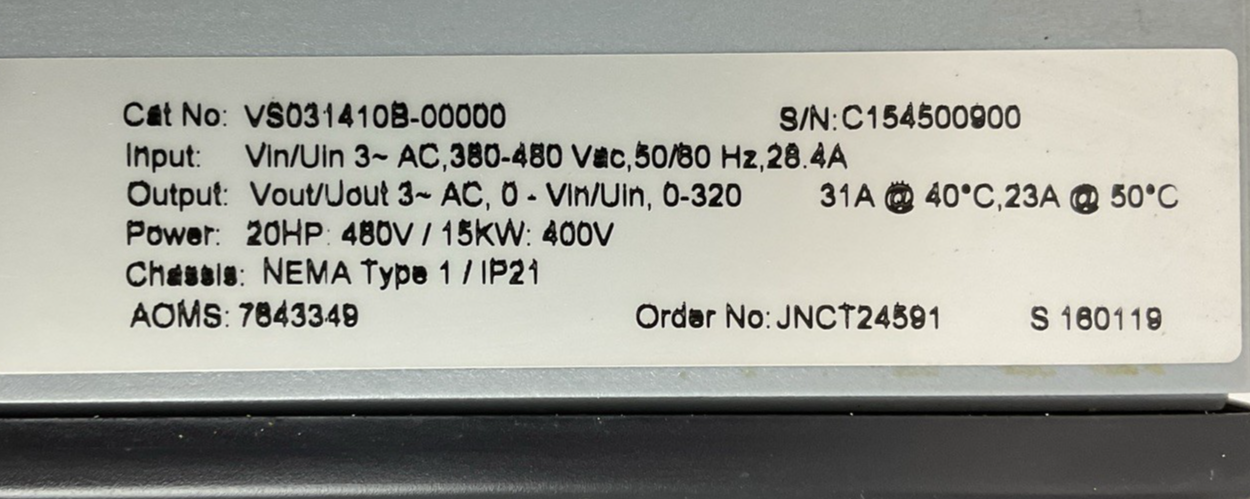 Cat No: VS031410B-00000 S/N: C154500900
Input: Vin/Uin 3~ AC,380-480 Vac,50/60 Hz,28.4A
Output: Vout/Uout 3~ AC, 0 - Vin/Uin, 0-320 31A @ 40°C,23A @ 50°C
Power: 20HP: 480V / 15KW: 400V
Chassis: NEMA Type 1 / IP21
AOMS: 7843349 Order No: JNCT24591 S 160119